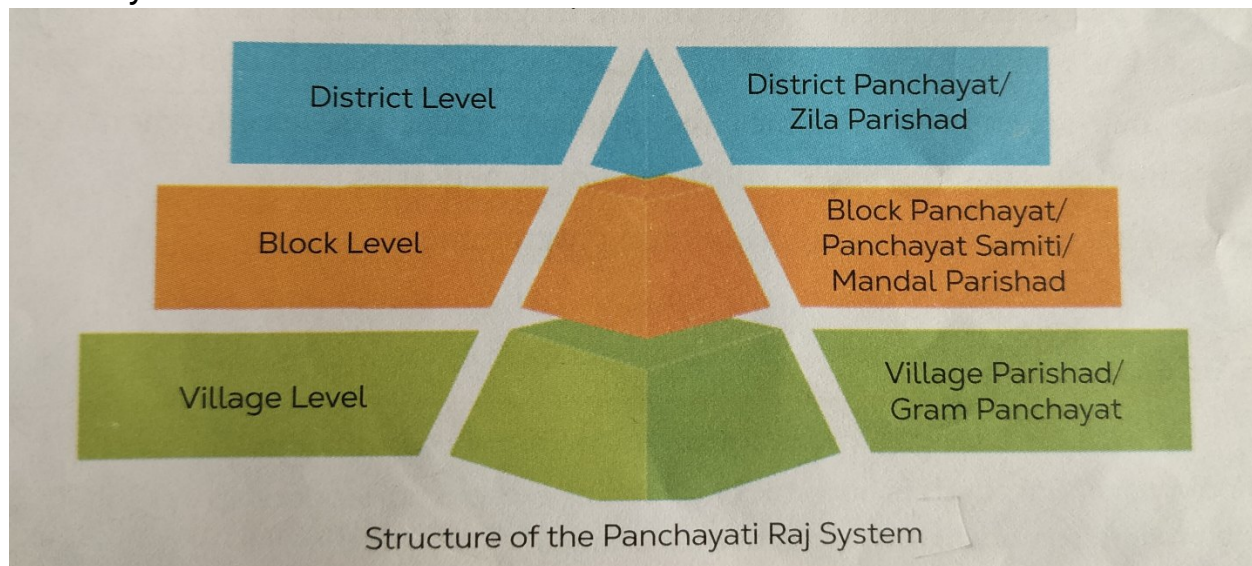 District Level
District Panchayat/
Zila Parishad
Block Level
Block Panchayat/
Panchayat Samiti/
Mandal Parishad
Village Level
Village Parishad/
Gram Panchayat
Structure of the Panchayati Raj System